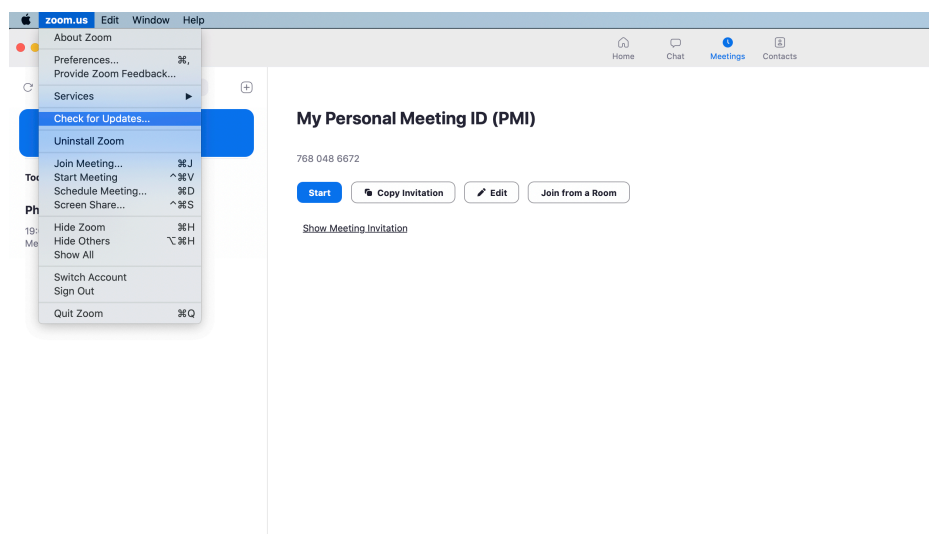 zoom.us Edit Window Help
About Zoom
Preferences... ⌘,
Provide Zoom Feedback...
Services
Check for Updates...
Uninstall Zoom
Join Meeting... ⌘J
Start Meeting ^⌘V
Schedule Meeting... ⌘D
Screen Share... ^⌘S
Hide Zoom ⌘H
Hide Others ⌥⌘H
Show All
Switch Account
Sign Out
Quit Zoom ⌘Q
Home Chat Meetings Contacts
My Personal Meeting ID (PMI)
768 048 6672
Start Copy Invitation Edit Join from a Room
Show Meeting Invitation